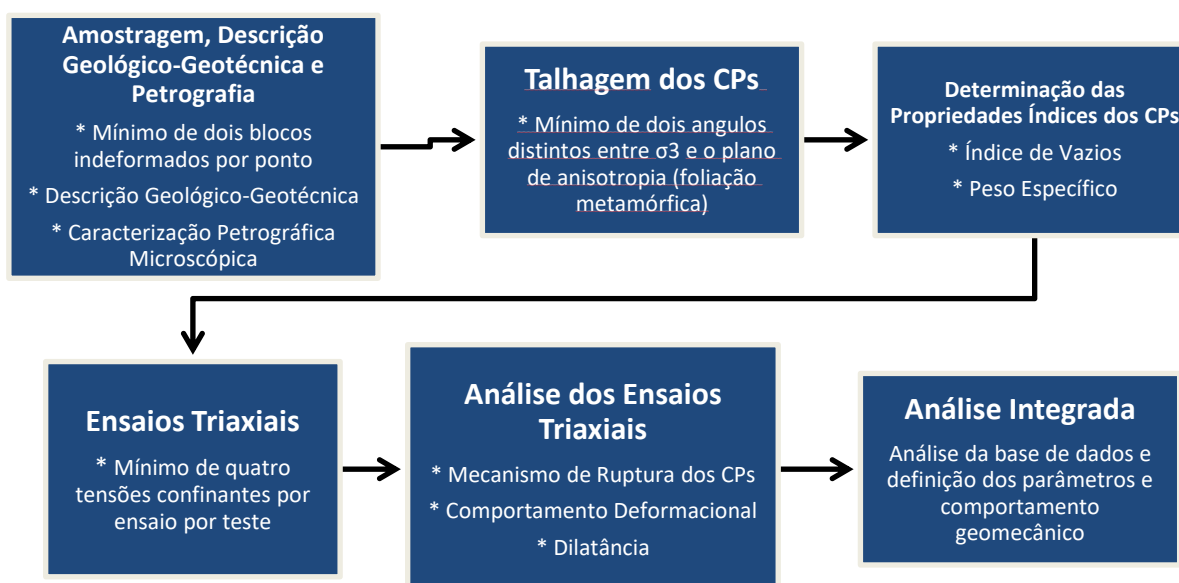 Amostragem, Descrição
Geológico-Geotécnica e
Petrografia
* Mínimo de dois blocos
indeformados por ponto
* Descrição Geológico-Geotécnica
* Caracterização Petrográfica
Microscópica
Talhagem dos CPs
* Mínimo de dois angulos
distintos entre σ3 e o plano
de anisotropia (foliação
metamórfica)
Determinação das
Propriedades Índices dos CPs
* Índice de Vazios
* Peso Específico
Ensaios Triaxiais
* Mínimo de quatro
tensões confinantes por
ensaio por teste
Análise dos Ensaios
Triaxiais
* Mecanismo de Ruptura dos CPs
* Comportamento Deformacional
* Dilatância
Análise Integrada
Análise da base de dados e
definição dos parâmetros e
comportamento
geomecânico